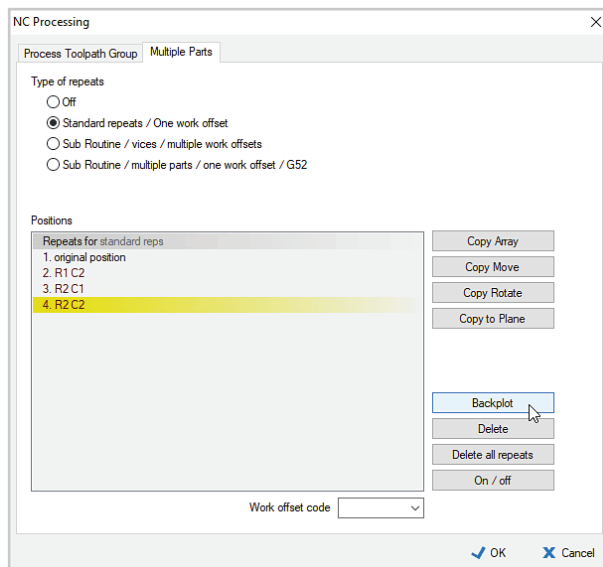 NC Processing
Process Toolpath Group Multiple Parts
Type of repeats
Off
Standard repeats / One work offset
Sub Routine / vices / multiple work offsets
Sub Routine / multiple parts / one work offset / G52
Positions
Repeats for standard reps
1. original position
2. R1 C2
3. R2 C1
4. R2 C2
Copy Array
Copy Move
Copy Rotate
Copy to Plane
Backplot
Delete
Delete all repeats
On / off
Work offset code
OK Cancel